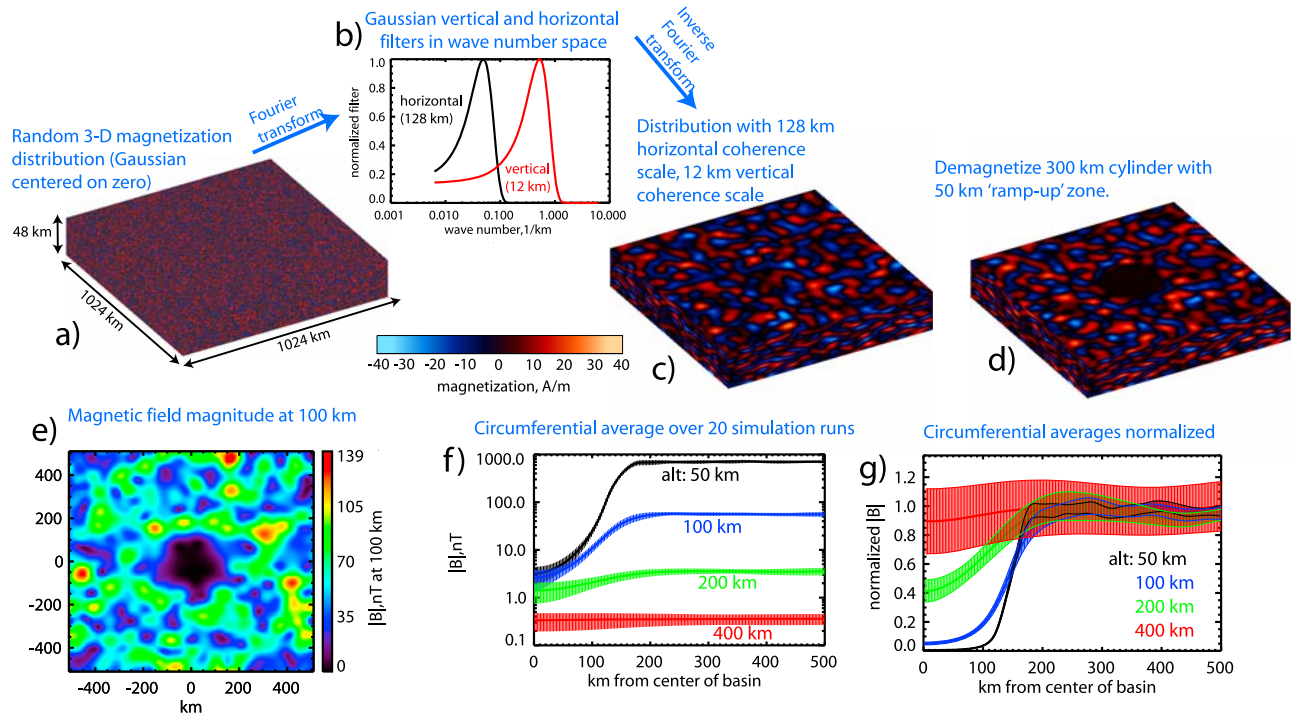 a)
Random 3-D magnetization
distribution (Gaussian
centered on zero)
48 km
1024 km
1024 km
Fourier
transform
b)
Gaussian vertical and horizontal
filters in wave number space
normalized filter
1.0
0.8
0.6
0.4
0.2
0.0
horizontal
(128 km)
vertical
(12 km)
0.001
0.010
0.100
1.000
10.000
wave number,1/km
Inverse
Fourier
transform
Distribution with 128 km
horizontal coherence
scale, 12 km vertical
coherence scale
c)
Demagnetize 300 km cylinder with
50 km ‘ramp-up’ zone.
d)
-40 -30 -20 -10 0 10 20 30 40
magnetization, A/m
e)
Magnetic field magnitude at 100 km
400
200
0
-200
-400
-400 -200 0 200 400
km
139
105
70
35
0
|B|,nT at 100 km
f)
Circumferential average over 20 simulation runs
1000.0
100.0
10.0
1.0
0.1
|B|,nT
alt: 50 km
100 km
200 km
400 km
0 100 200 300 400 500
km from center of basin
g)
Circumferential averages normalized
1.2
1.0
0.8
0.6
0.4
0.2
0.0
normalized |B|
alt: 50 km
100 km
200 km
400 km
0 100 200 300 400 500
km from center of basin